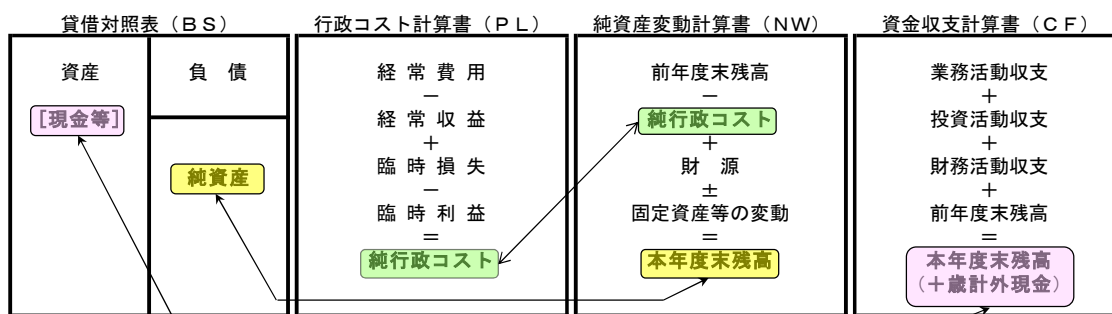 貸借対照表（ＢＳ）
資産
負　債
［現金等］
純資産
行政コスト計算書（ＰＬ）
経 常 費 用
－
経 常 収 益
＋
臨 時 損 失
－
臨 時 利 益
＝
純行政コスト
純資産変動計算書（ＮＷ）
前年度末残高
－
純行政コスト
＋
財　源
±
固定資産等の変動
＝
本年度末残高
資金収支計算書（ＣＦ）
業務活動収支
＋
投資活動収支
＋
財務活動収支
＋
前年度末残高
＝
本年度末残高
（＋歳計外現金）